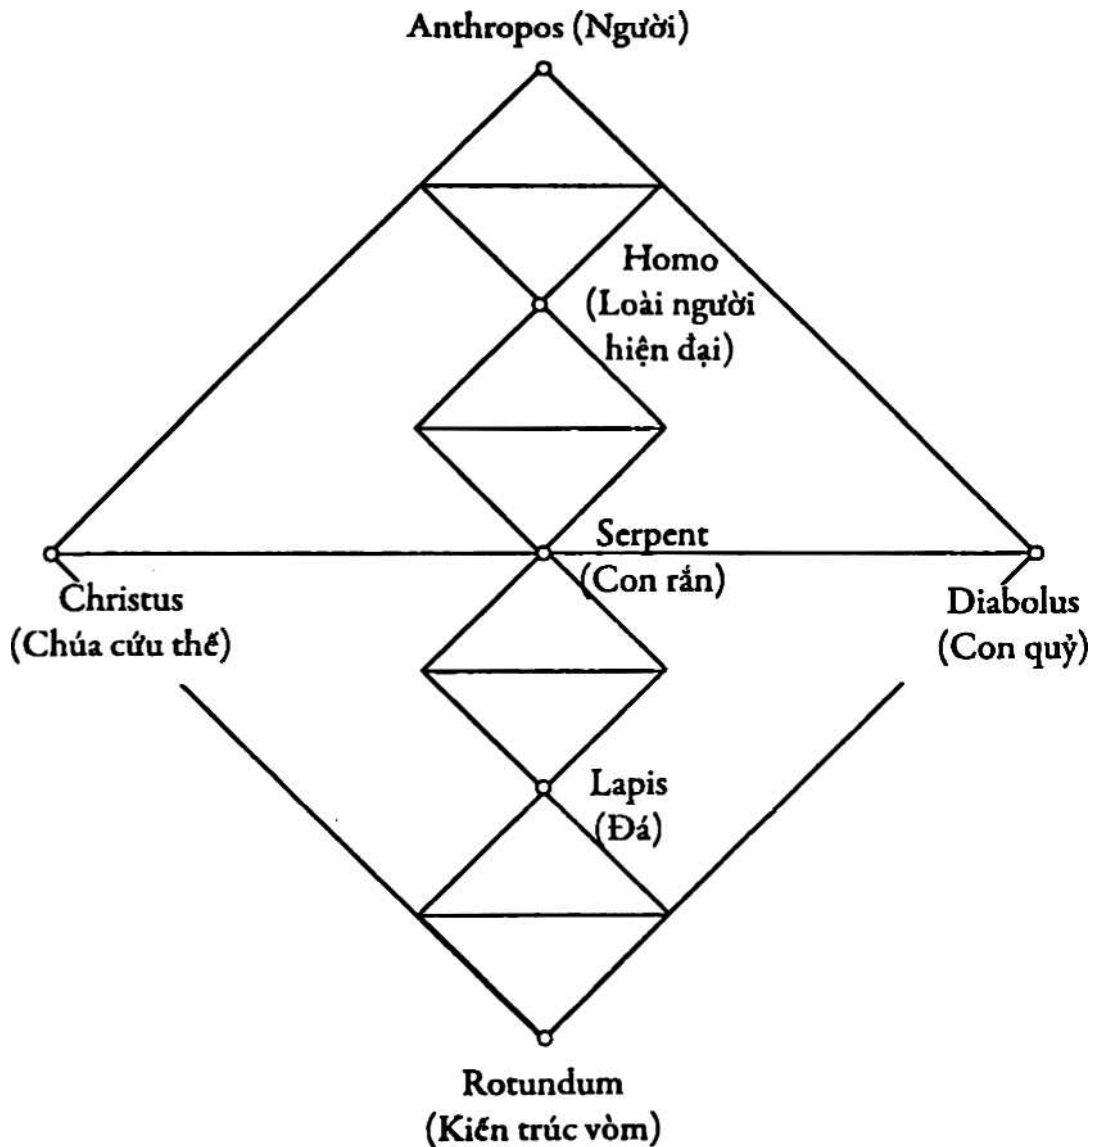 Anthropos (Người)
Homo
(Loài người
hiện đại)
Serpent
(Con rắn)
Christus
(Chúa cứu thế)
Diabolus
(Con quỷ)
Lapis
(Đá)
Rotundum
(Kiến trúc vòm)